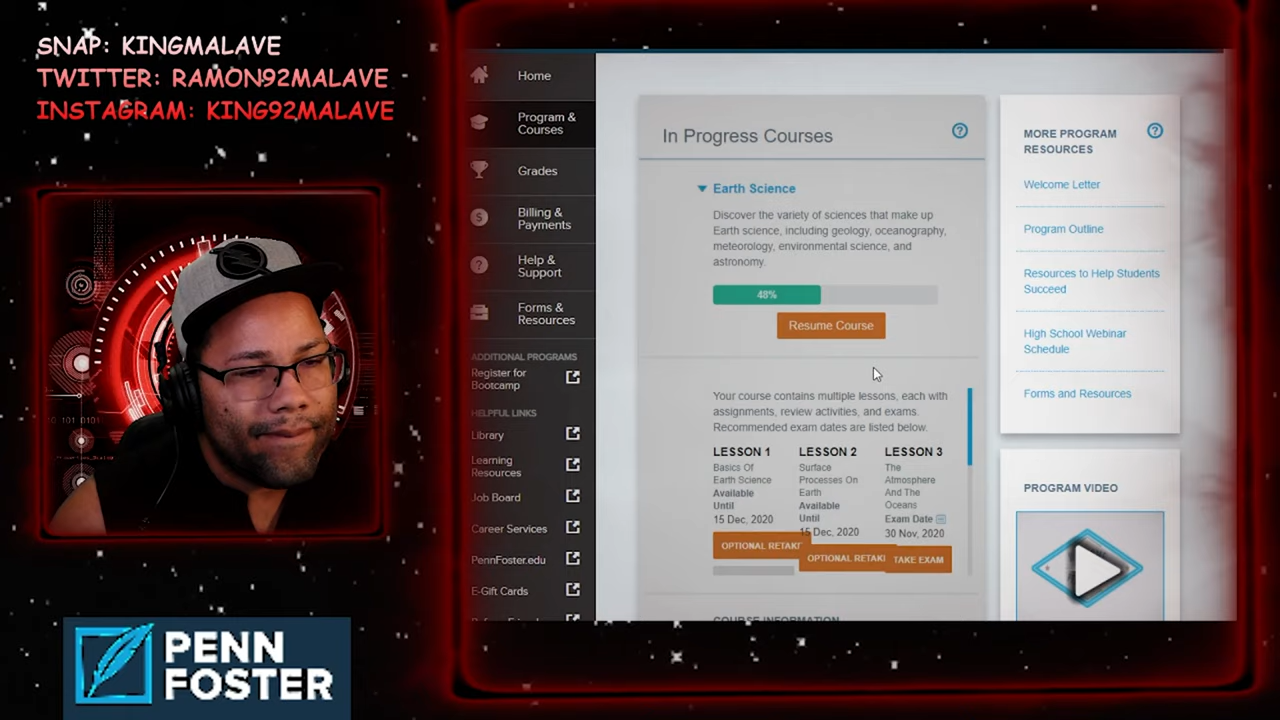 SNAP: KINGMALAVE
TWITTER: RAMON92MALAVE
INSTAGRAM: KING92MALAVE
PENN
FOSTER
Home
Program &
Courses
Grades
Billing &
Payments
Help &
Support
Forms &
Resources
ADDITIONAL PROGRAMS
Register for
Bootcamp
HELPFUL LINKS
Library
Learning
Resources
Job Board
Career Services
PennFoster.edu
E-Gift Cards
In Progress Courses
Earth Science
Discover the variety of sciences that make up
Earth science, including geology, oceanography,
meteorology, environmental science, and
astronomy.
48%
Resume Course
Your course contains multiple lessons, each with
assignments, review activities, and exams.
Recommended exam dates are listed below.
LESSON 1
Basics Of
Earth Science
Available
Until
15 Dec, 2020
OPTIONAL RETAKE
LESSON 2
Surface
Processes On
Earth
Available
Until
15 Dec, 2020
OPTIONAL RETAKE
LESSON 3
The
Atmosphere
And The
Oceans
Exam Date
30 Nov, 2020
TAKE EXAM
COURSE INFORMATION
MORE PROGRAM
RESOURCES
Welcome Letter
Program Outline
Resources to Help Students
Succeed
High School Webinar
Schedule
Forms and Resources
PROGRAM VIDEO